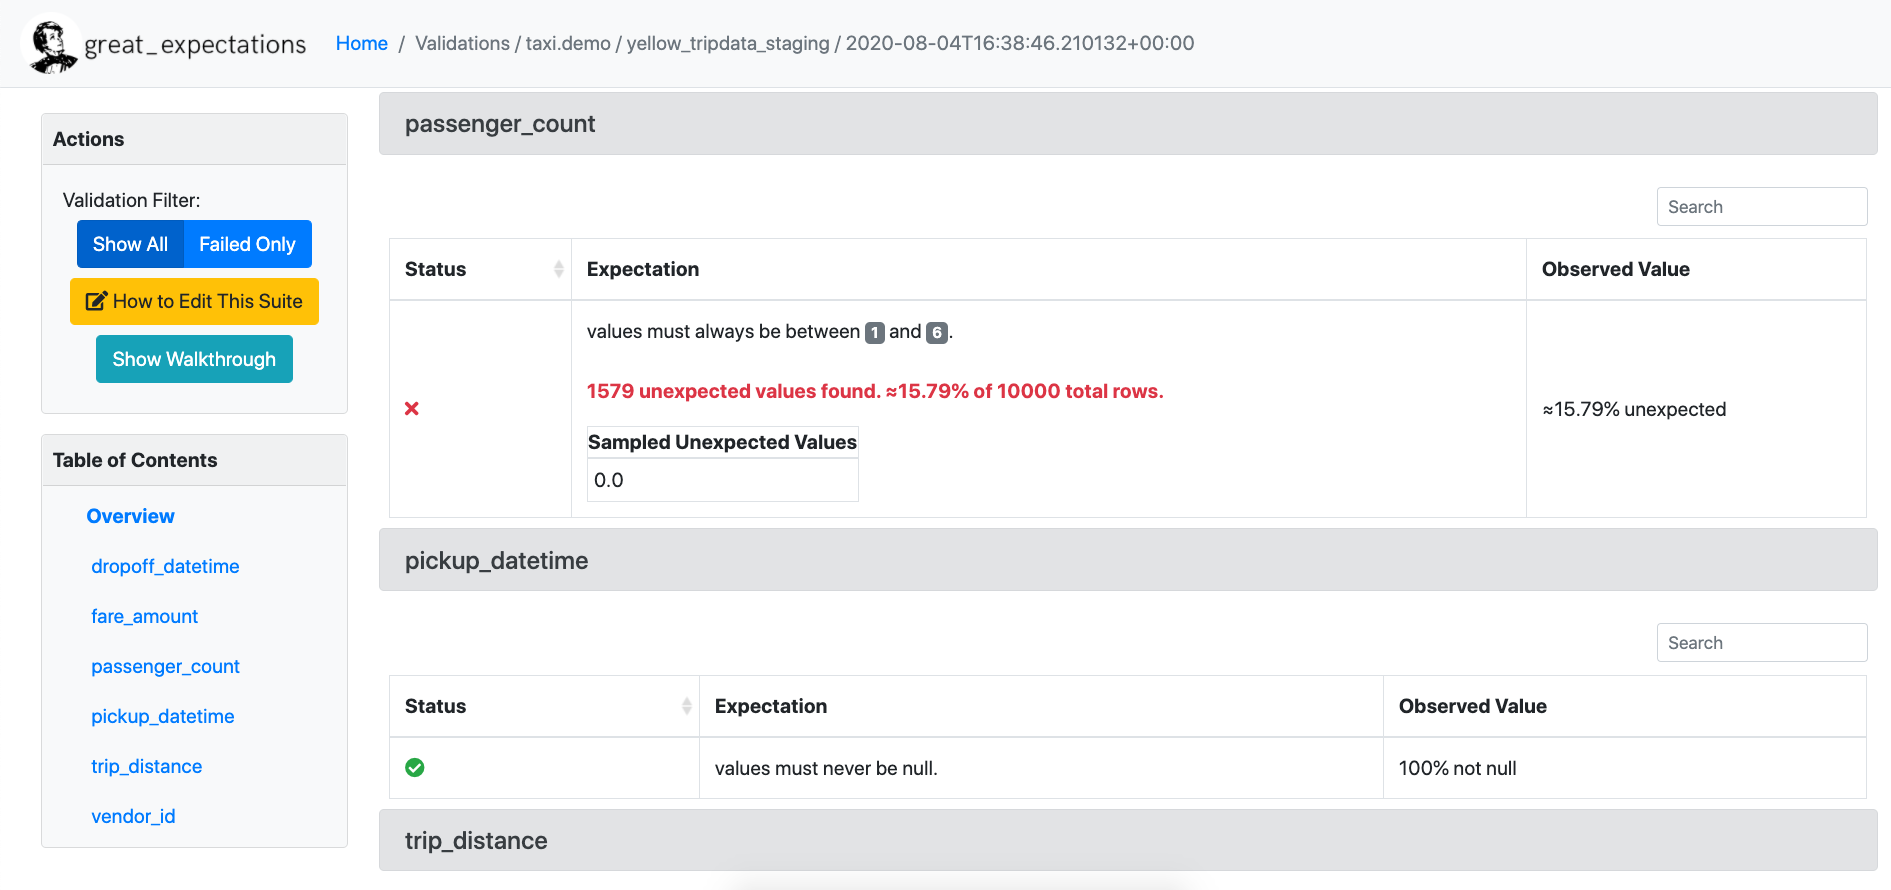 great_expectations Home / Validations / taxi.demo / yellow_tripdata_staging / 2020-08-04T16:38:46.210132+00:00
Actions
Validation Filter:
Show All Failed Only
How to Edit This Suite
Show Walkthrough
Table of Contents
Overview
dropoff_datetime
fare_amount
passenger_count
pickup_datetime
trip_distance
vendor_id
passenger_count
Search
Status Expectation Observed Value
values must always be between 1 and 6.
1579 unexpected values found. ≈15.79% of 10000 total rows.
≈15.79% unexpected
Sampled Unexpected Values
0.0
pickup_datetime
Search
Status Expectation Observed Value
values must never be null. 100% not null
trip_distance